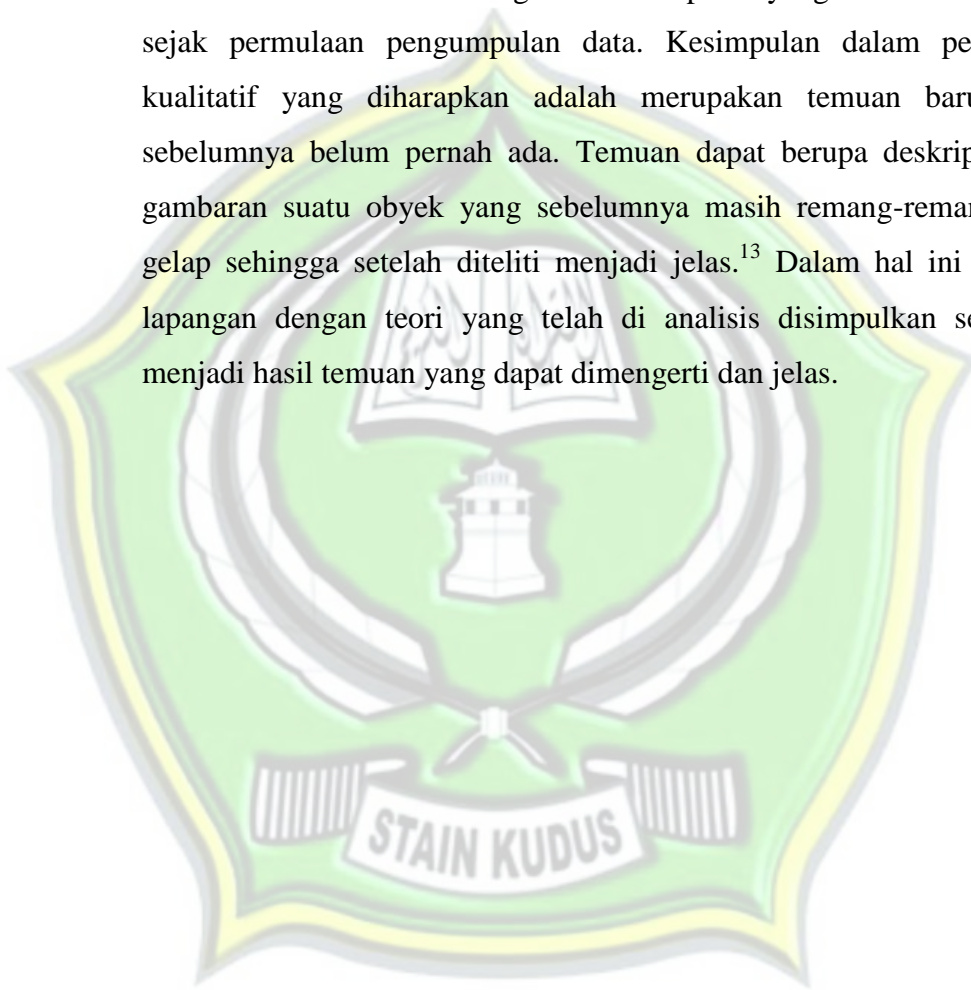 sejak permulaan pengumpulan data. Kesimpulan dalam pe
kualitatif yang diharapkan adalah merupakan temuan baru
sebelumnya belum pernah ada. Temuan dapat berupa deskrip
gambaran suatu obyek yang sebelumnya masih remang-remar
gelap sehingga setelah diteliti menjadi jelas.13 Dalam hal ini
lapangan dengan teori yang telah di analisis disimpulkan se
menjadi hasil temuan yang dapat dimengerti dan jelas.
STAIN KUDUS